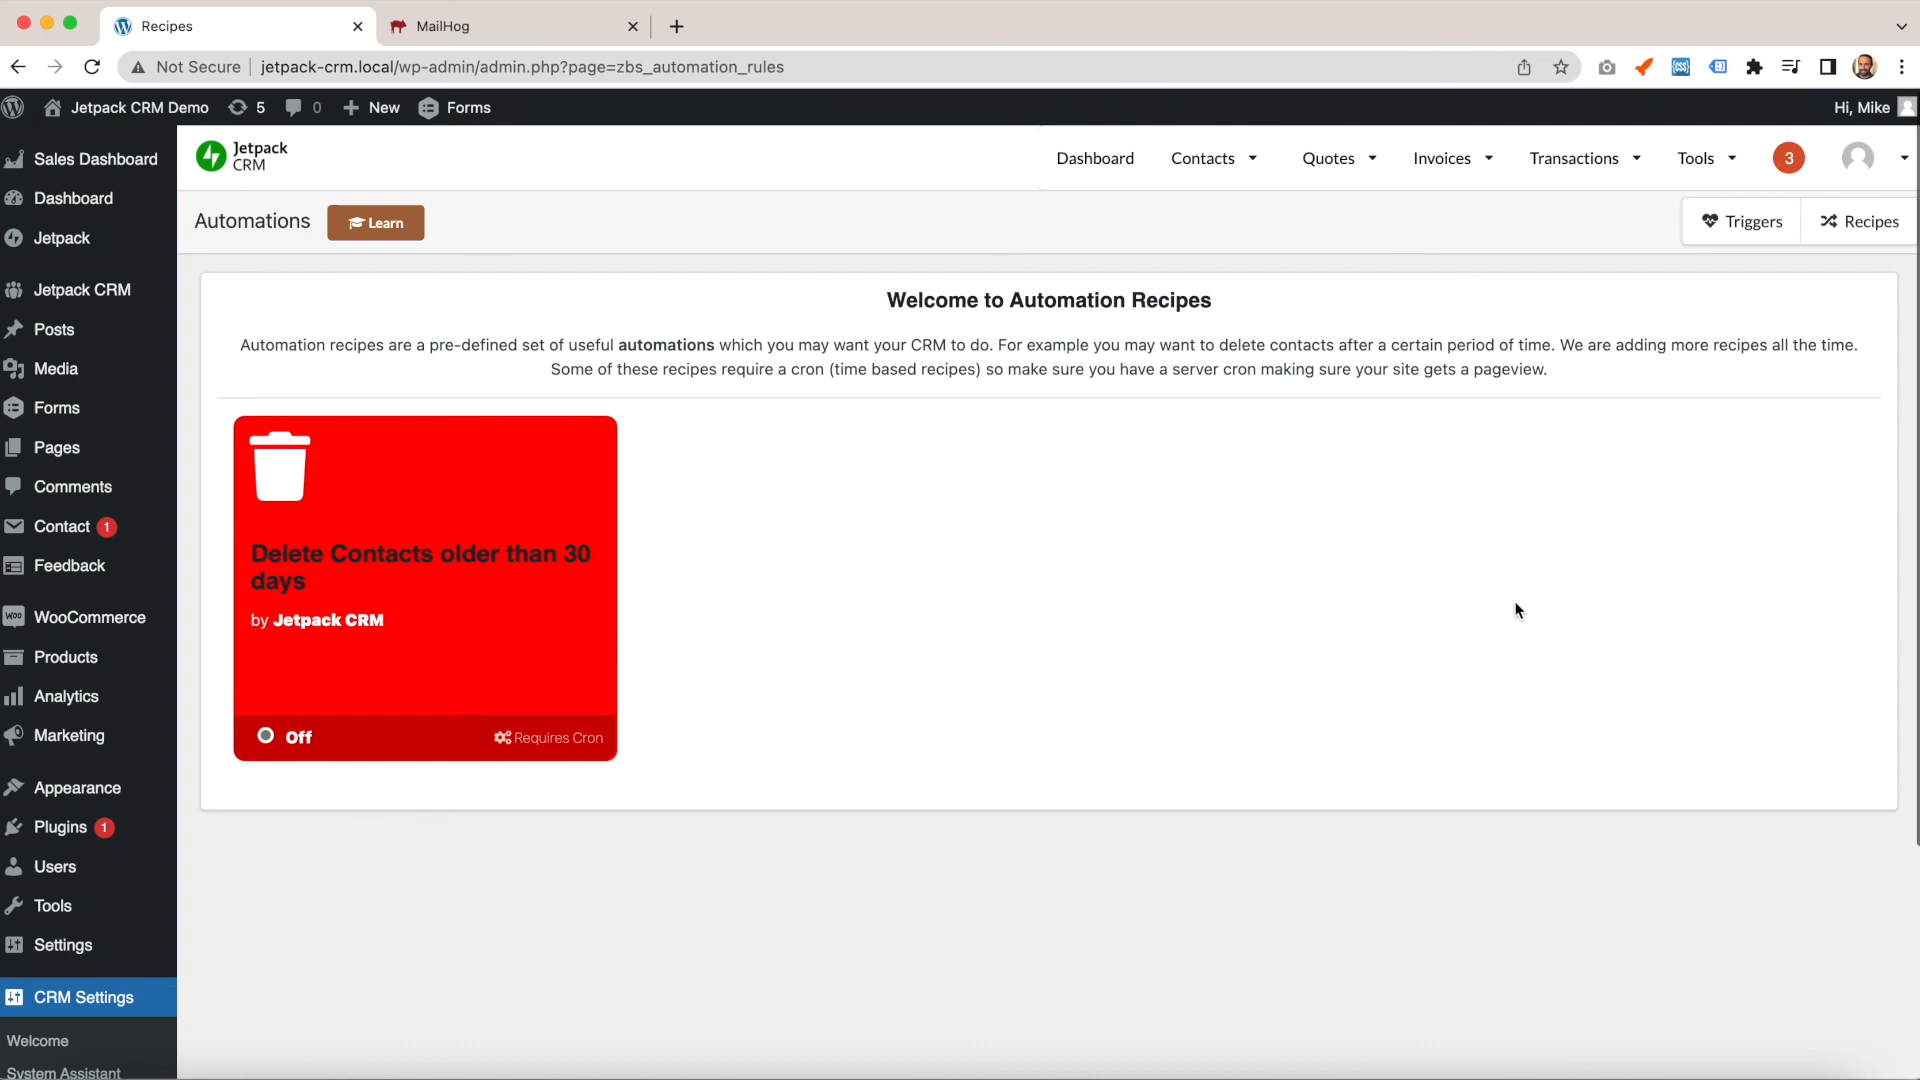 Recipes
MailHog
Not Secure
jetpack-crm.local/wp-admin/admin.php?page=zbs_automation_rules
Jetpack CRM Demo
5
0
New
Forms
Hi, Mike
Sales Dashboard
Dashboard
Jetpack
Jetpack CRM
Posts
Media
Forms
Pages
Comments
Contact 1
Feedback
WooCommerce
Products
Analytics
Marketing
Appearance
Plugins 1
Users
Tools
Settings
CRM Settings
Welcome
System Assistant
Jetpack
CRM
Dashboard
Contacts
Quotes
Invoices
Transactions
Tools
3
Automations
Learn
Triggers
Recipes
Welcome to Automation Recipes
Automation recipes are a pre-defined set of useful automations which you may want your CRM to do. For example you may want to delete contacts after a certain period of time. We are adding more recipes all the time.
Some of these recipes require a cron (time based recipes) so make sure you have a server cron making sure your site gets a pageview.
Delete Contacts older than 30
days
by Jetpack CRM
Off
Requires Cron